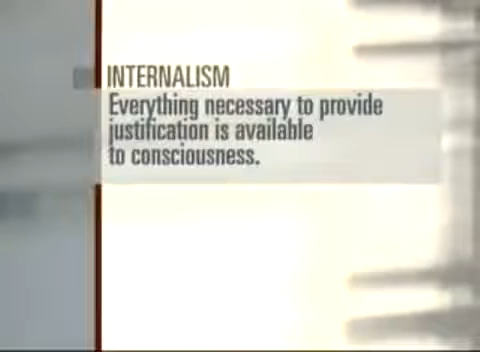 INTERNALISM
Everything necessary to provide
justification is available
to consciousness.